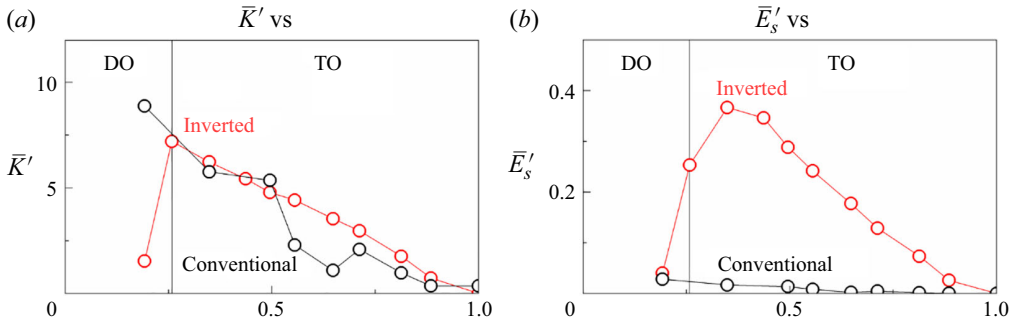 (a) K̅′ vs
DO TO
10
Inverted
K̅′
5
Conventional
0
0.5 1.0
(b) E̅s′ vs
DO TO
0.4
Inverted
E̅s′
0.2
Conventional
0
0.5 1.0